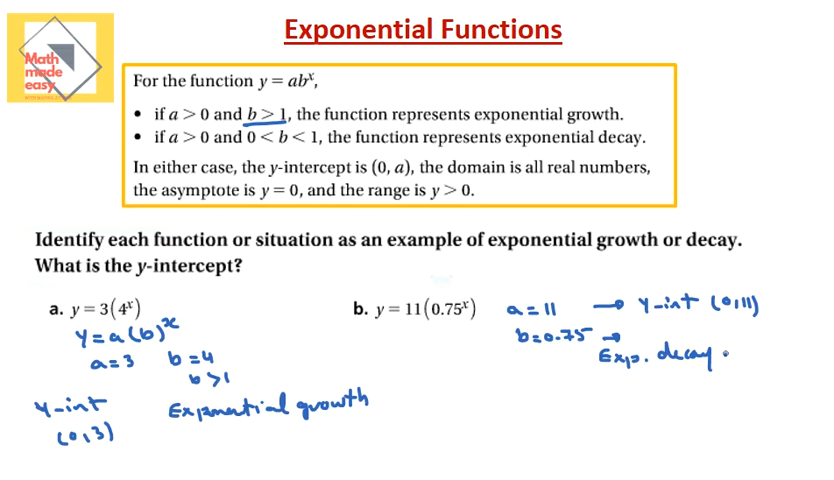 Exponential Functions
Math
made
easy
For the function y = abˣ,
• if a > 0 and b > 1, the function represents exponential growth.
• if a > 0 and 0 < b < 1, the function represents exponential decay.
In either case, the y-intercept is (0, a), the domain is all real numbers,
the asymptote is y = 0, and the range is y > 0.
Identify each function or situation as an example of exponential growth or decay.
What is the y-intercept?
a. y = 3(4ˣ)
y = a(b)ˣ
a=3 b=4
b>1
y-int Exponential growth
(0,3)
b. y = 11(0.75ˣ) a=11 → y-int (0,11)
b=0.75 →
Exp. decay.